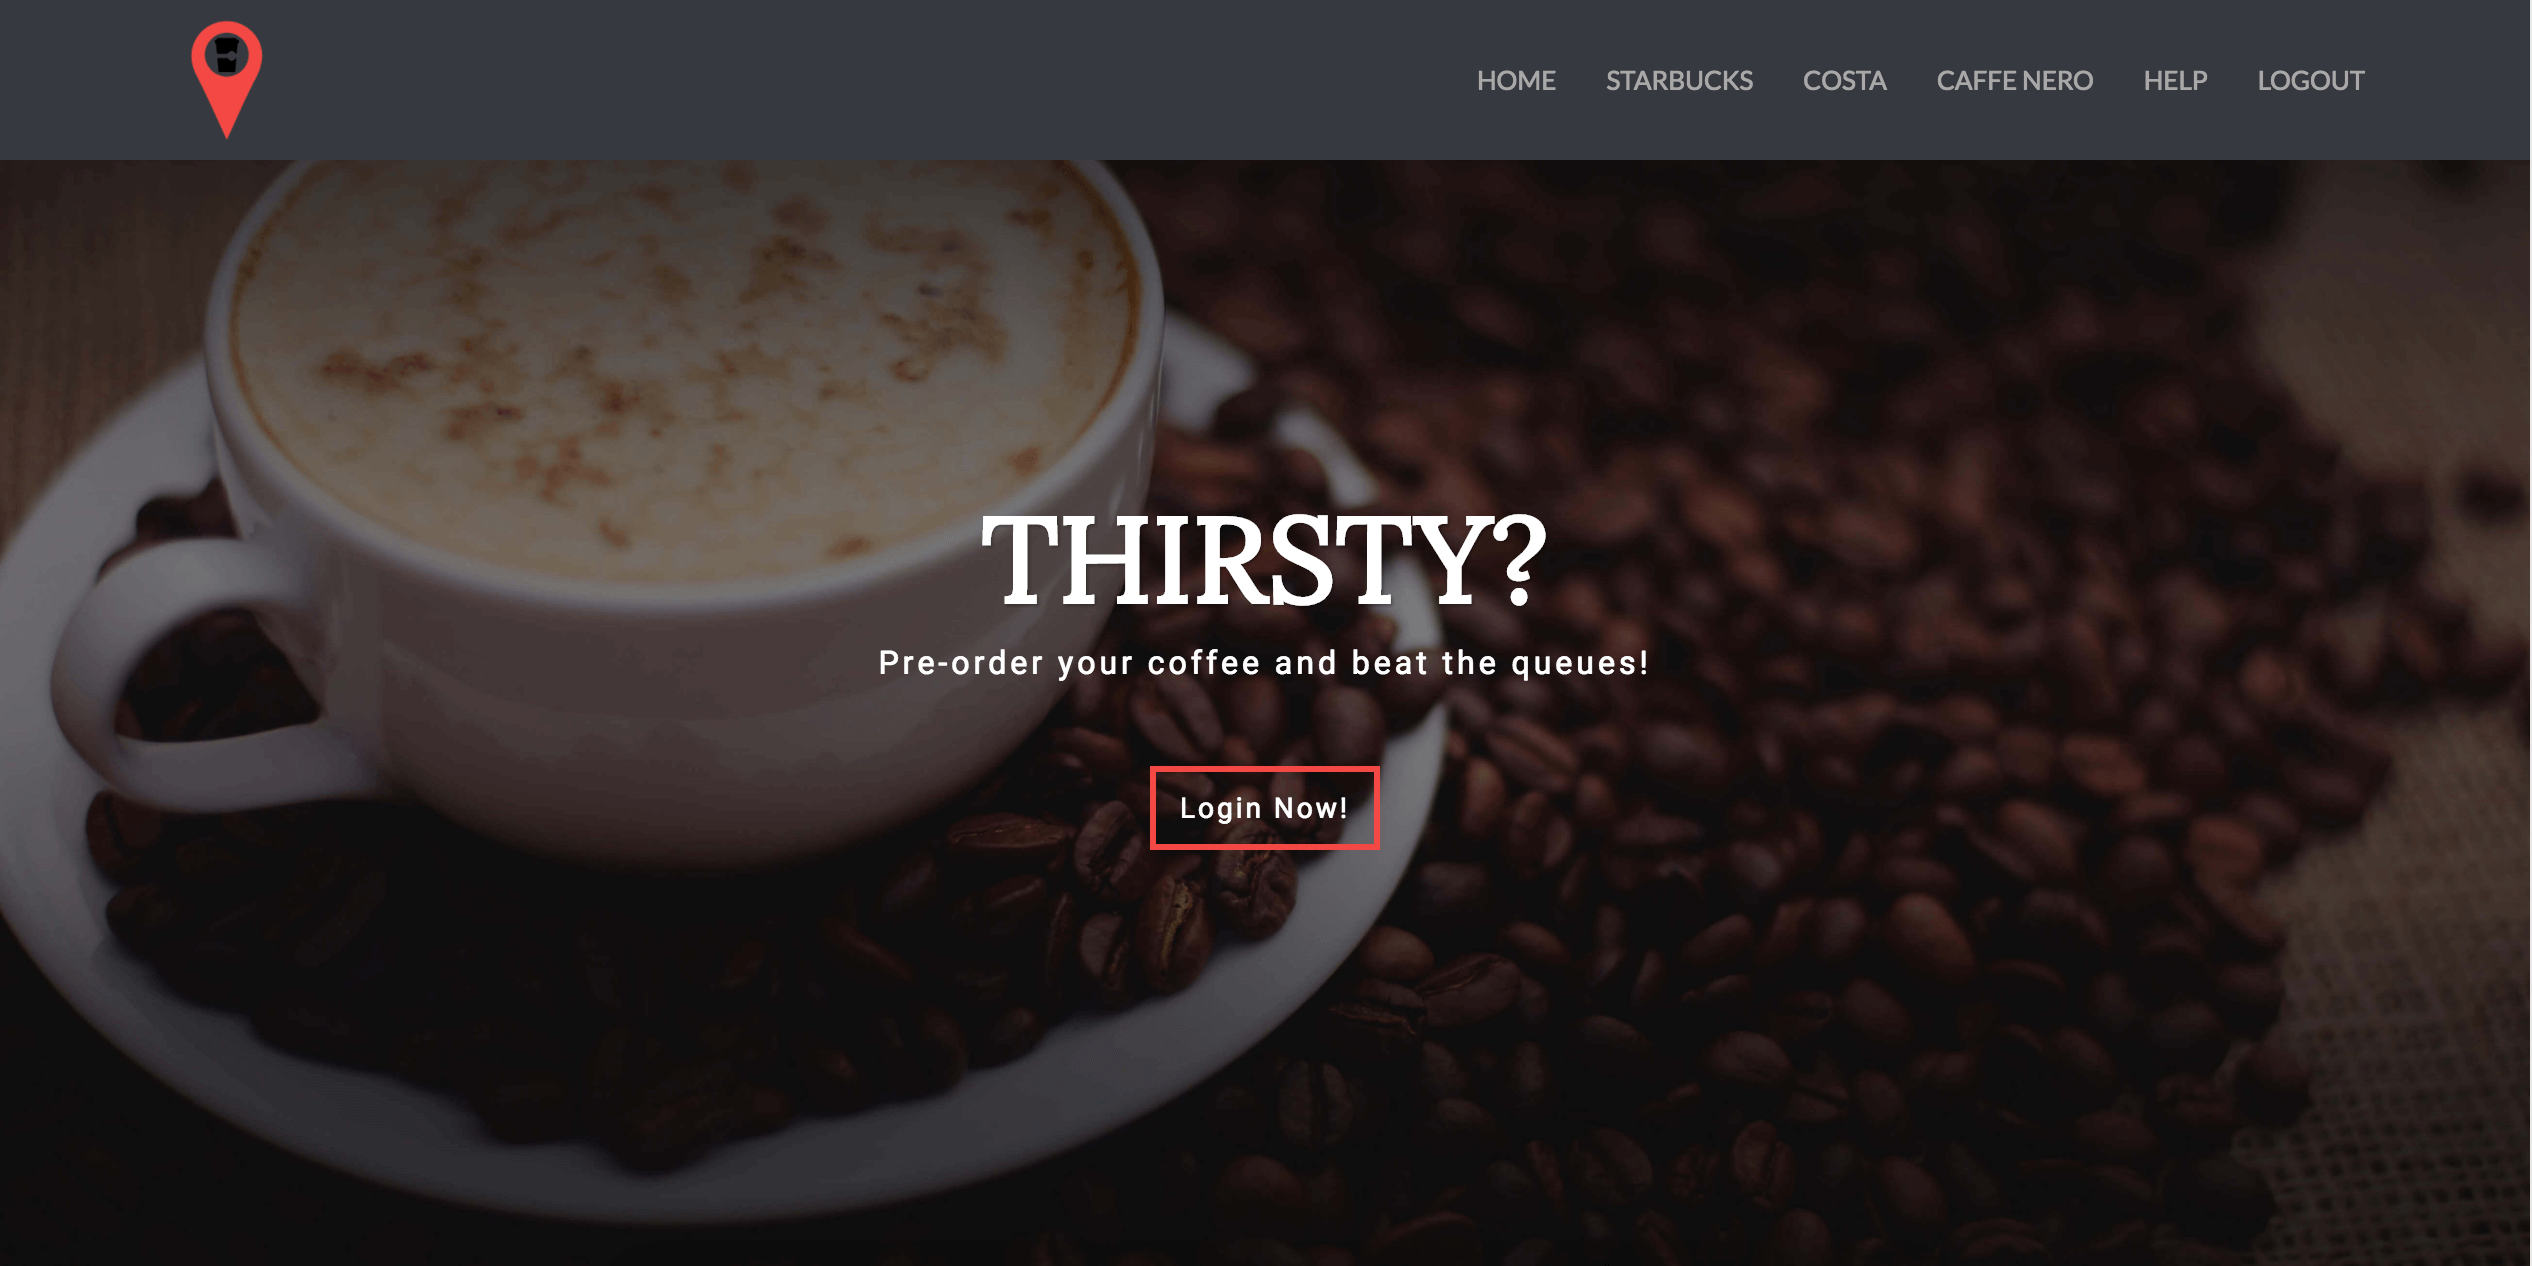 HOME STARBUCKS COSTA CAFFE NERO HELP LOGOUT
THIRSTY?
Pre-order your coffee and beat the queues!
Login Now!